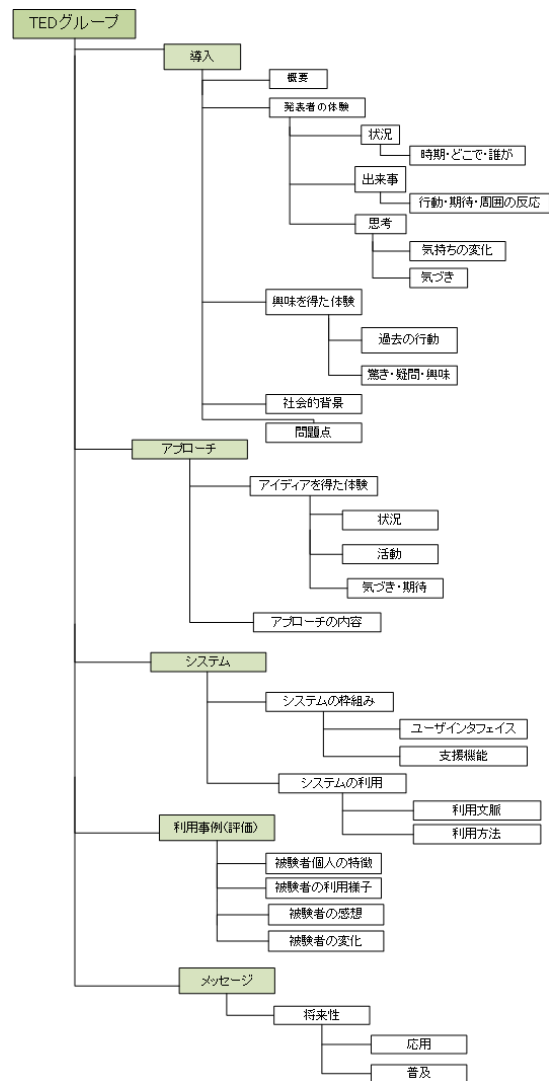 TEDグループ
導入
概要
発表者の体験
状況
時期・どこで・誰が
出来事
行動・期待・周囲の反応
思考
気持ちの変化
気づき
興味を得た体験
過去の行動
驚き・疑問・興味
社会的背景
問題点
アプローチ
アイディアを得た体験
状況
活動
気づき・期待
アプローチの内容
システム
システムの枠組み
ユーザインタフェイス
支援機能
システムの利用
利用文脈
利用方法
利用事例(評価)
被験者個人の特徴
被験者の利用様子
被験者の感想
被験者の変化
メッセージ
将来性
応用
普及